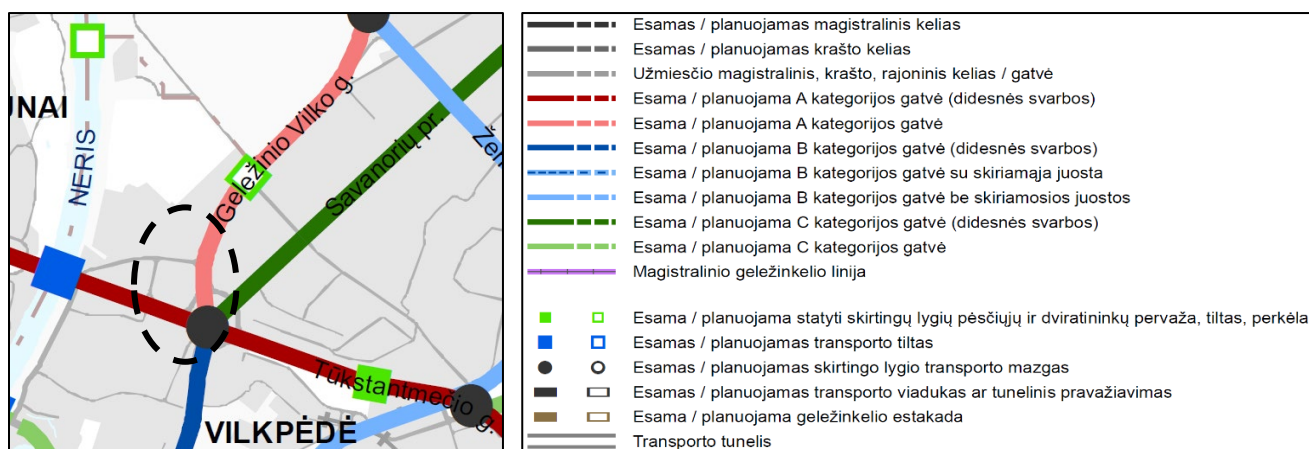 JNAI
NERIS
Geležinio Vilko g.
Savanorių pr.
Žem
Tūkstantmečio g.
VILKPĖDĖ
Esamas / planuojamas magistralinis kelias
Esamas / planuojamas krašto kelias
Užmiesčio magistralinis, krašto, rajoninis kelias / gatvė
Esama / planuojama A kategorijos gatvė (didesnės svarbos)
Esama / planuojama A kategorijos gatvė
Esama / planuojama B kategorijos gatvė (didesnės svarbos)
Esama / planuojama B kategorijos gatvė su skiriamąja juosta
Esama / planuojama B kategorijos gatvė be skiriamosios juostos
Esama / planuojama C kategorijos gatvė (didesnės svarbos)
Esama / planuojama C kategorijos gatvė
Magistralinio geležinkelio linija
Esama / planuojama statyti skirtingų lygių pėsčiųjų ir dviratininkų pervaža, tiltas, perkėla
Esamas / planuojamas transporto tiltas
Esamas / planuojamas skirtingo lygio transporto mazgas
Esamas / planuojamas transporto viadukas ar tunelinis pravažiavimas
Esama / planuojama geležinkelio estakada
Transporto tunelis